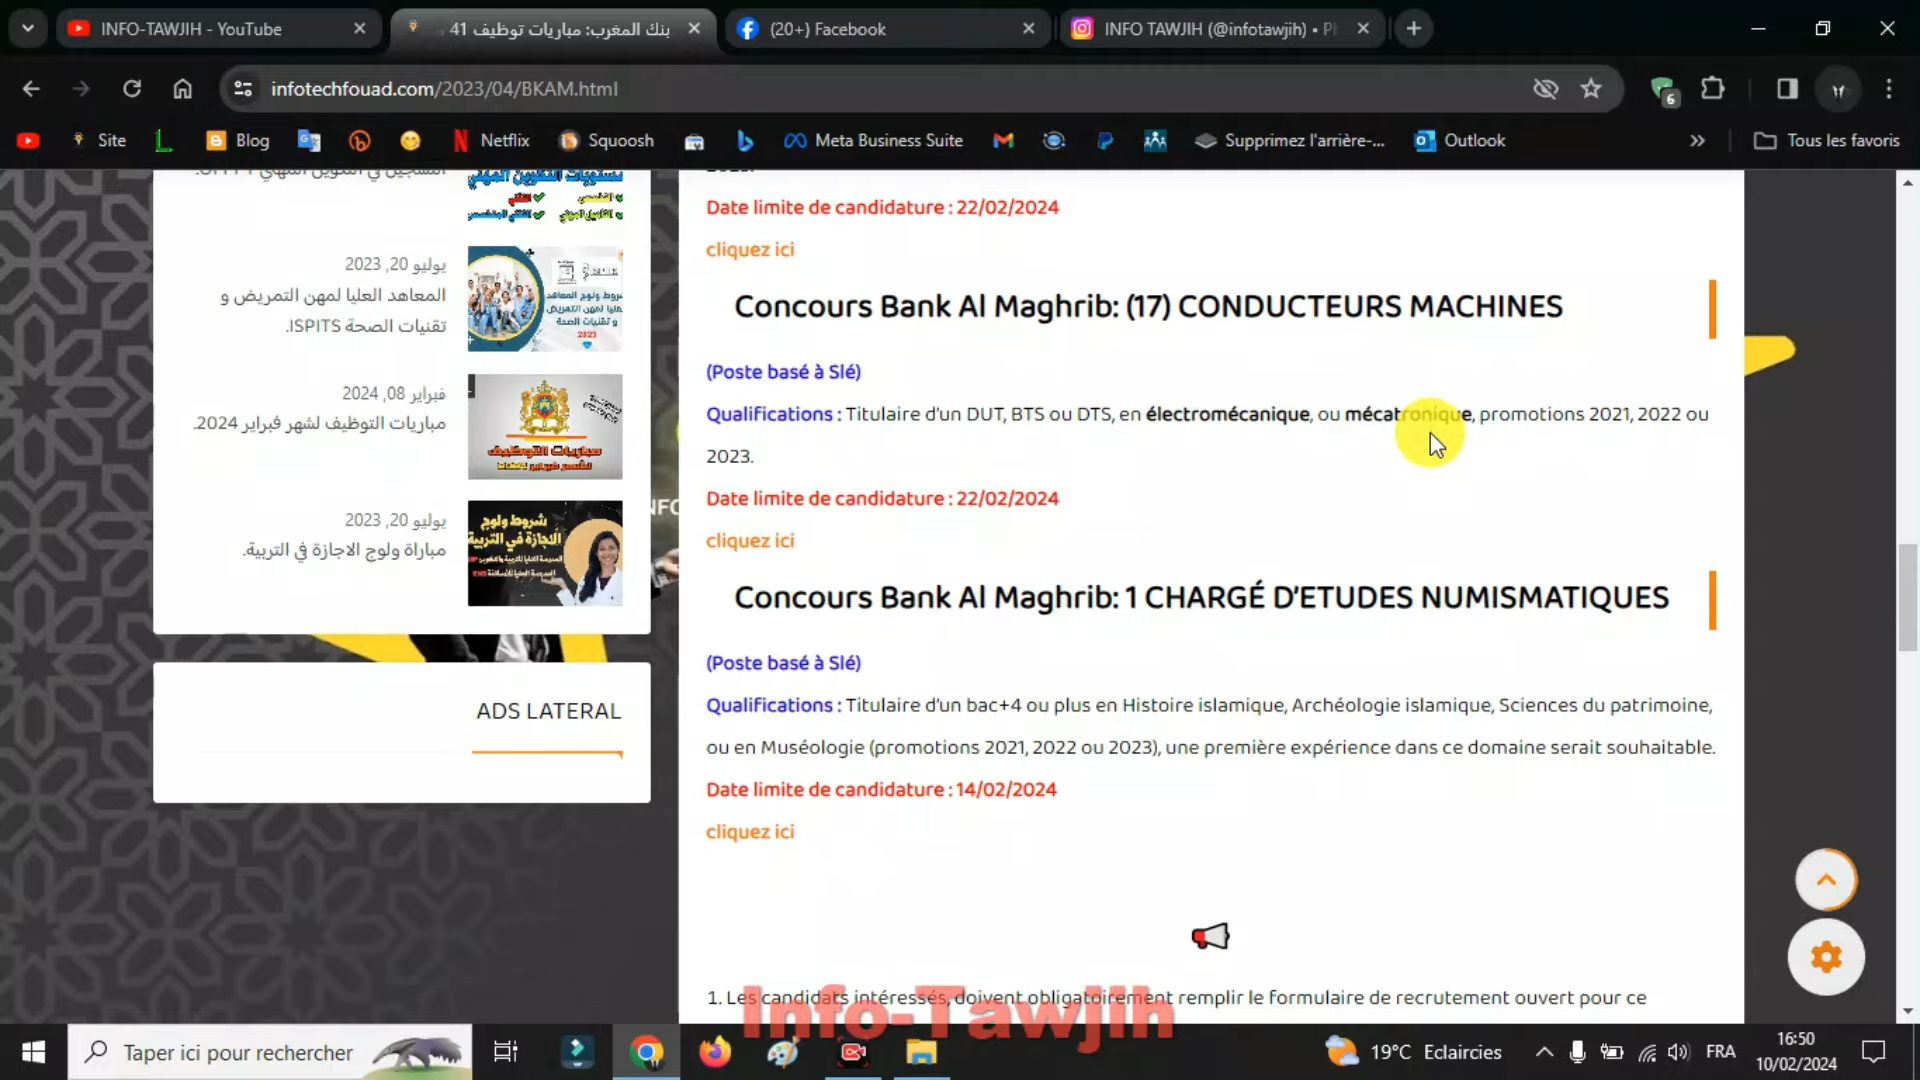 INFO-TAWJIH - YouTube
بنك المغرب: مباريات توظيف 41
(20+) Facebook
INFO TAWJIH (@infotawjih) • Ph
infotechfouad.com/2023/04/BKAM.html
6
Site
Blog
Netflix
Squoosh
Meta Business Suite
Supprimez l'arrière-...
Outlook
»
Tous les favoris
يوليو 20, 2023
المعاهد العليا لمهن التمريض و
تقنيات الصحة ISPITS.
فبراير 08, 2024
مباريات التوظيف لشهر فبراير 2024.
مباريات التوظيف
يوليو 20, 2023
مباراة ولوج الاجازة في التربية.
شروط ولوج
الاجازة في التربية
ADS LATERAL
Date limite de candidature : 22/02/2024
cliquez ici
Concours Bank Al Maghrib: (17) CONDUCTEURS MACHINES
(Poste basé à Slé)
Qualifications : Titulaire d'un DUT, BTS ou DTS, en électromécanique, ou mécatronique, promotions 2021, 2022 ou
2023.
Date limite de candidature : 22/02/2024
cliquez ici
Concours Bank Al Maghrib: 1 CHARGÉ D'ETUDES NUMISMATIQUES
(Poste basé à Slé)
Qualifications : Titulaire d'un bac+4 ou plus en Histoire islamique, Archéologie islamique, Sciences du patrimoine,
ou en Muséologie (promotions 2021, 2022 ou 2023), une première expérience dans ce domaine serait souhaitable.
Date limite de candidature : 14/02/2024
cliquez ici
1. Les candidats intéressés, doivent obligatoirement remplir le formulaire de recrutement ouvert pour ce
Info-Tawjih
Taper ici pour rechercher
19°C Eclaircies
FRA
16:50
10/02/2024